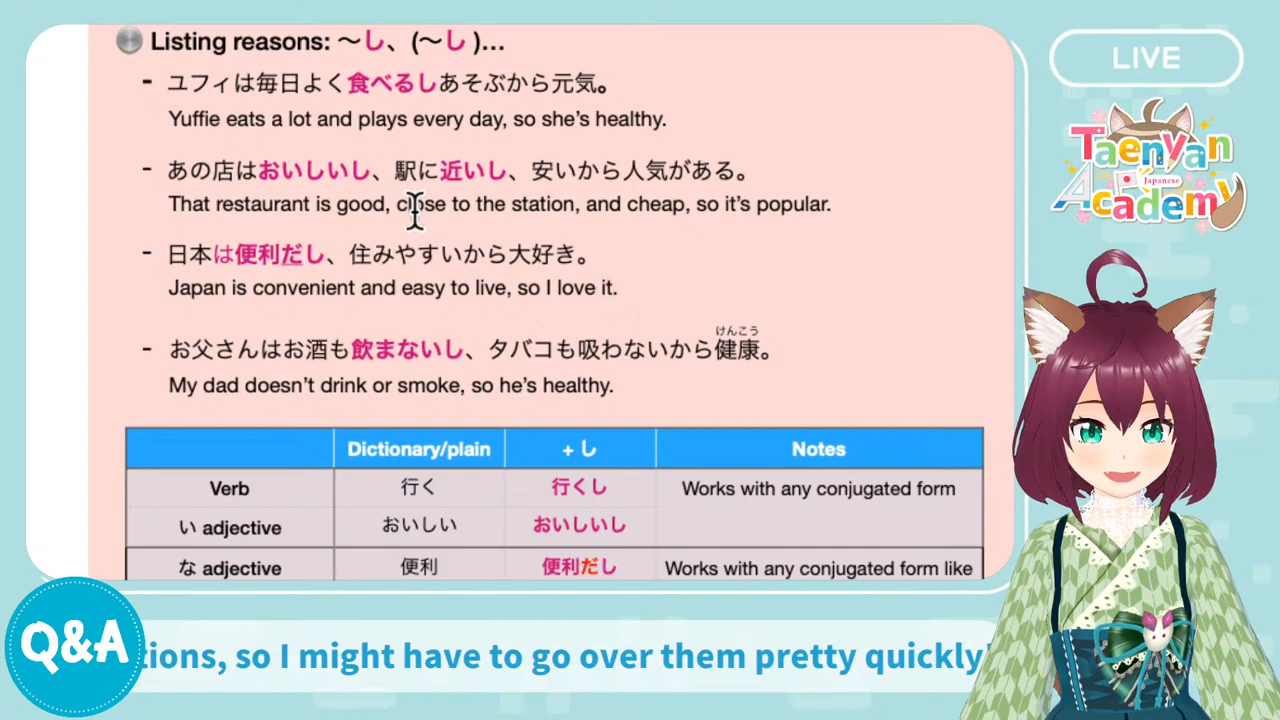 Listing reasons: 〜し、(〜し )...
- ユフィは毎日よく食べるしあそぶから元気。
Yuffie eats a lot and plays every day, so she's healthy.
- あの店はおいしいし、駅に近いし、安いから人気がある。
That restaurant is good, close to the station, and cheap, so it's popular.
- 日本は便利だし、住みやすいから大好き。
Japan is convenient and easy to live, so I love it.
けんこう
- お父さんはお酒も飲まないし、タバコも吸わないから健康。
My dad doesn't drink or smoke, so he's healthy.
Dictionary/plain + し Notes
Verb 行く 行くし Works with any conjugated form
い adjective おいしい おいしいし
な adjective 便利 便利だし Works with any conjugated form like
LIVE
Taenyan
Japanese
Academy
Q&A
tions, so I might have to go over them pretty quickly